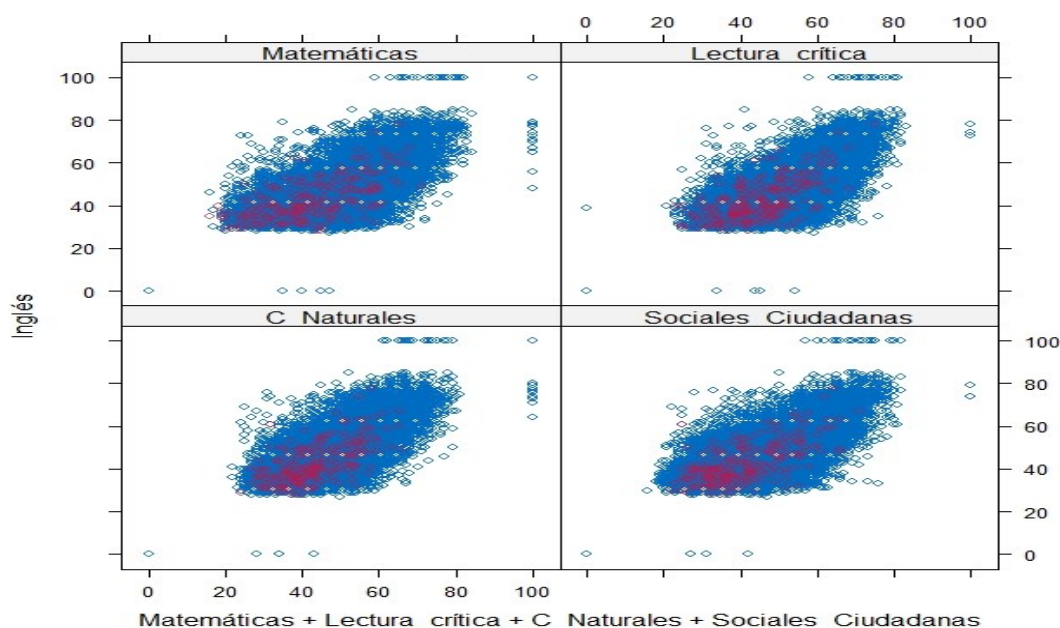 0 20 40 60 80 100
Matemáticas
Lectura crítica
100
80
60
40
20
0
Inglés
C Naturales
Sociales Ciudadanas
100
80
60
40
20
0
0 20 40 60 80 100
Matemáticas + Lectura crítica + C Naturales + Sociales Ciudadanas